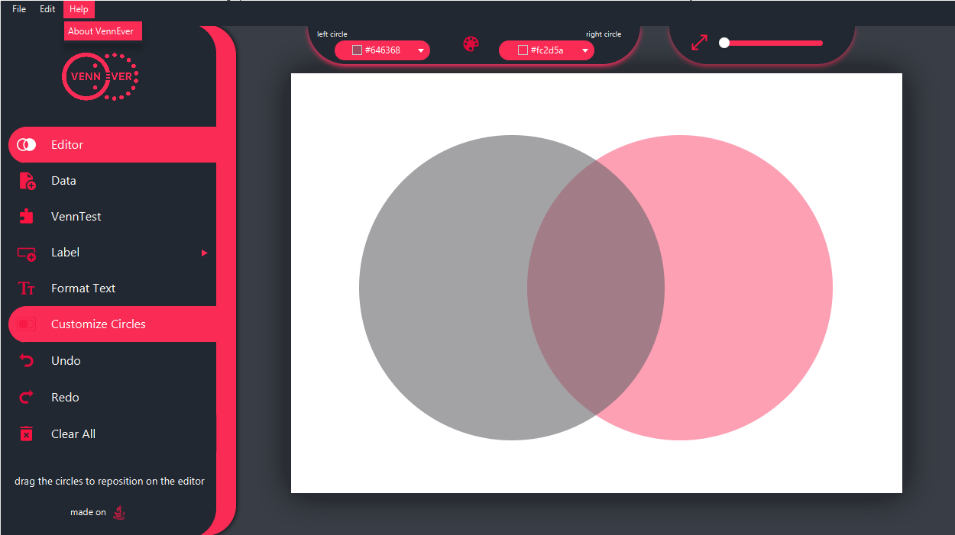 File Edit Help
About VennEver
left circle
right circle
#646368
#fc2d5a
VENN EVER
Editor
Data
VennTest
Label
Format Text
Customize Circles
Undo
Redo
Clear All
drag the circles to reposition on the editor
made on